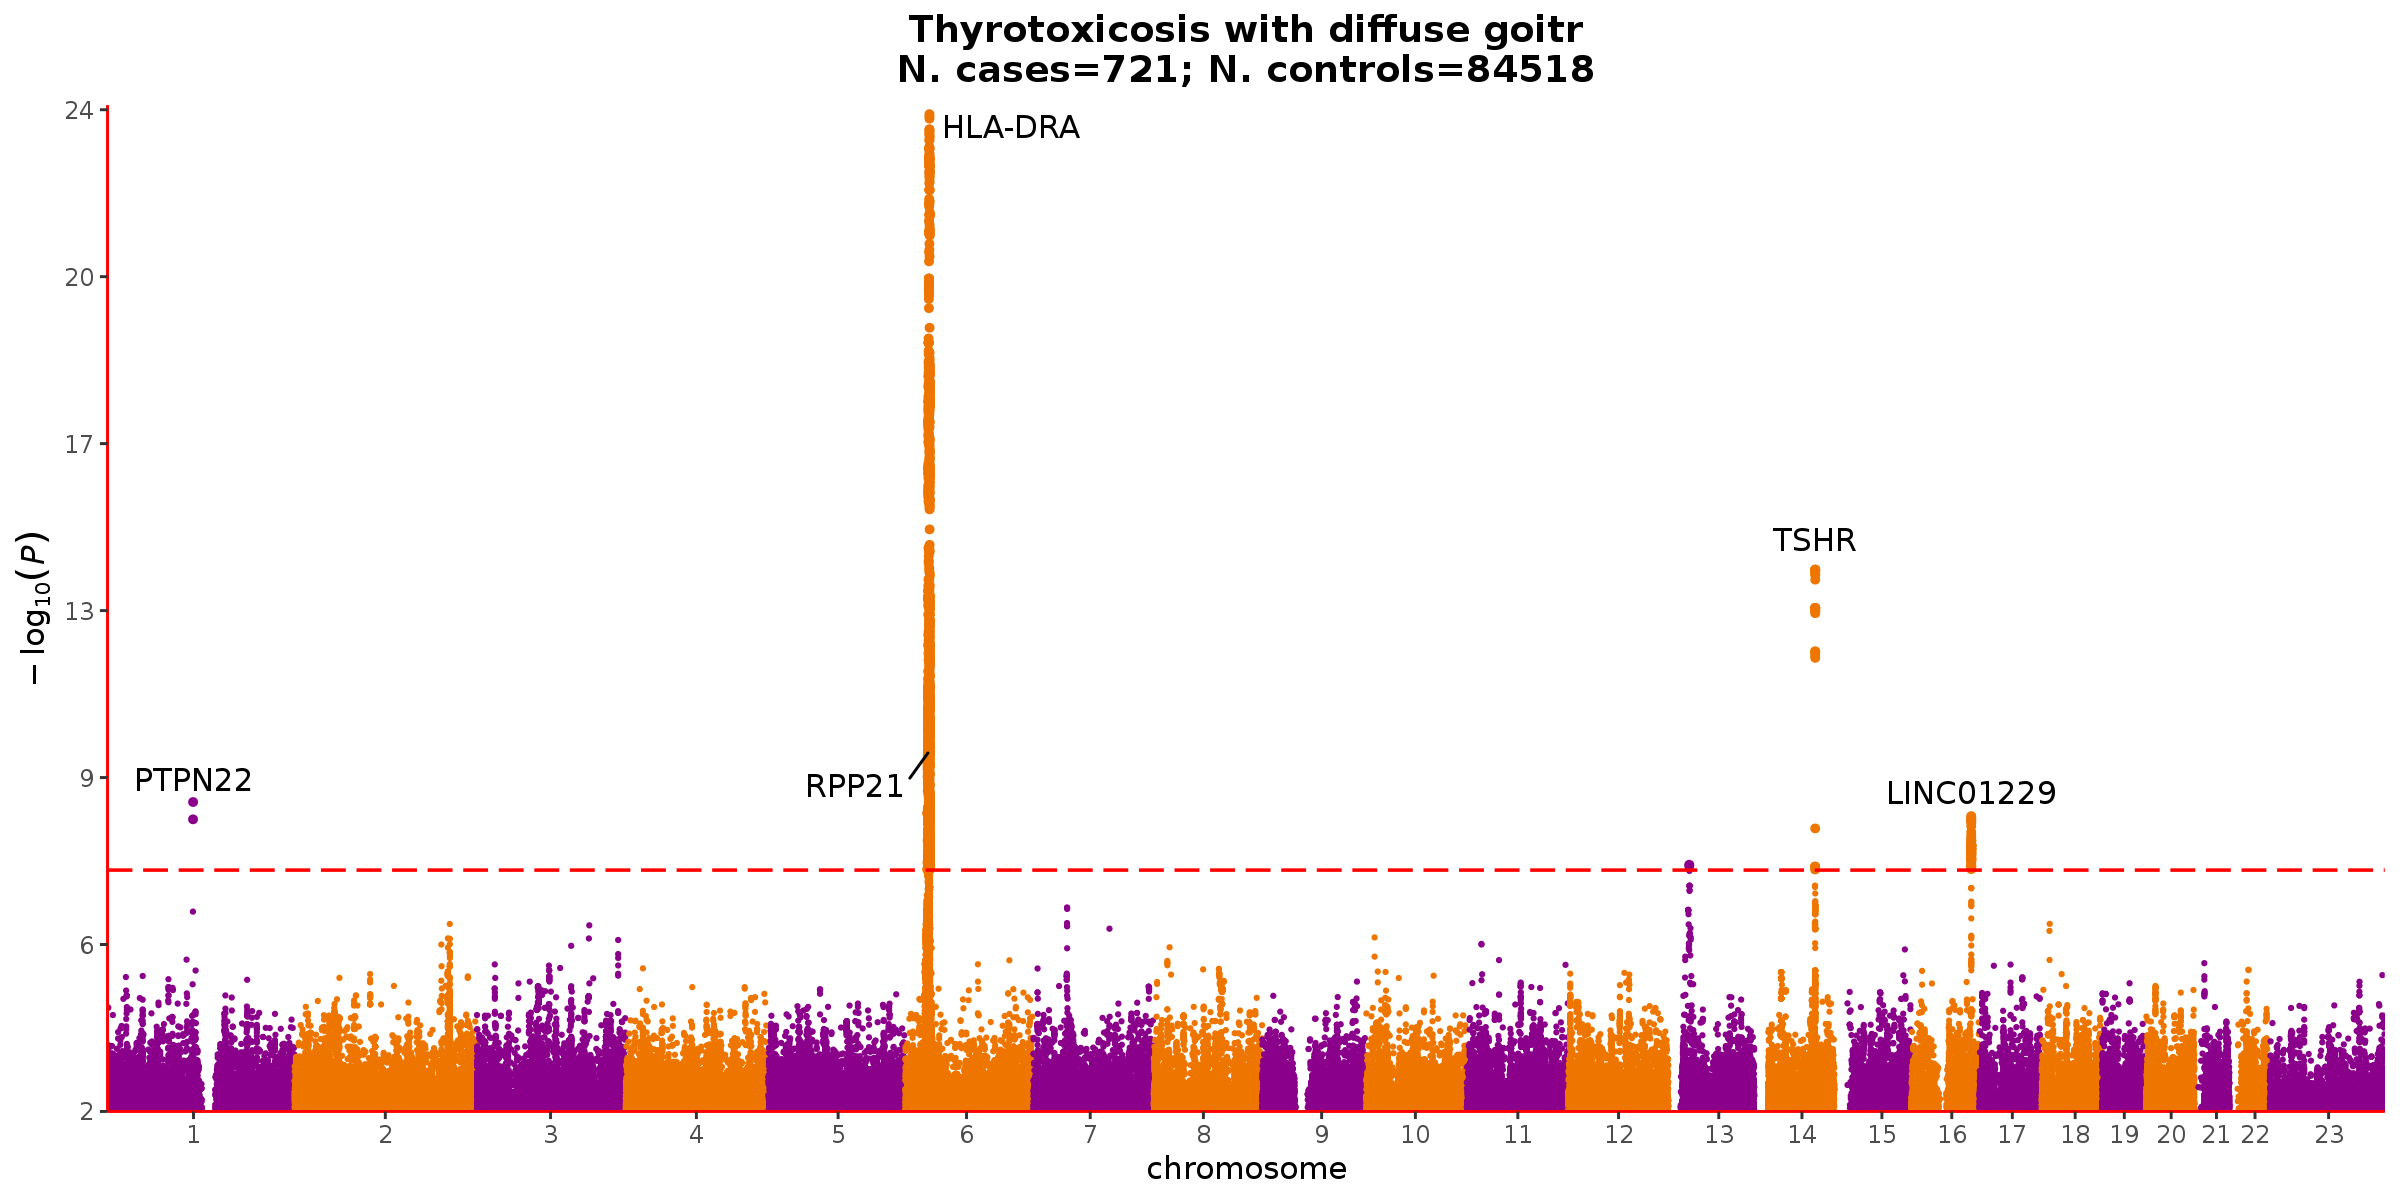 Thyrotoxicosis with diffuse goitr
N. cases=721; N. controls=84518
24
20
17
13
9
6
2
−log10(P)
HLA-DRA
TSHR
PTPN22
RPP21
LINC01229
1 2 3 4 5 6 7 8 9 10 11 12 13 14 15 16 17 18 19 20 21 22 23
chromosome